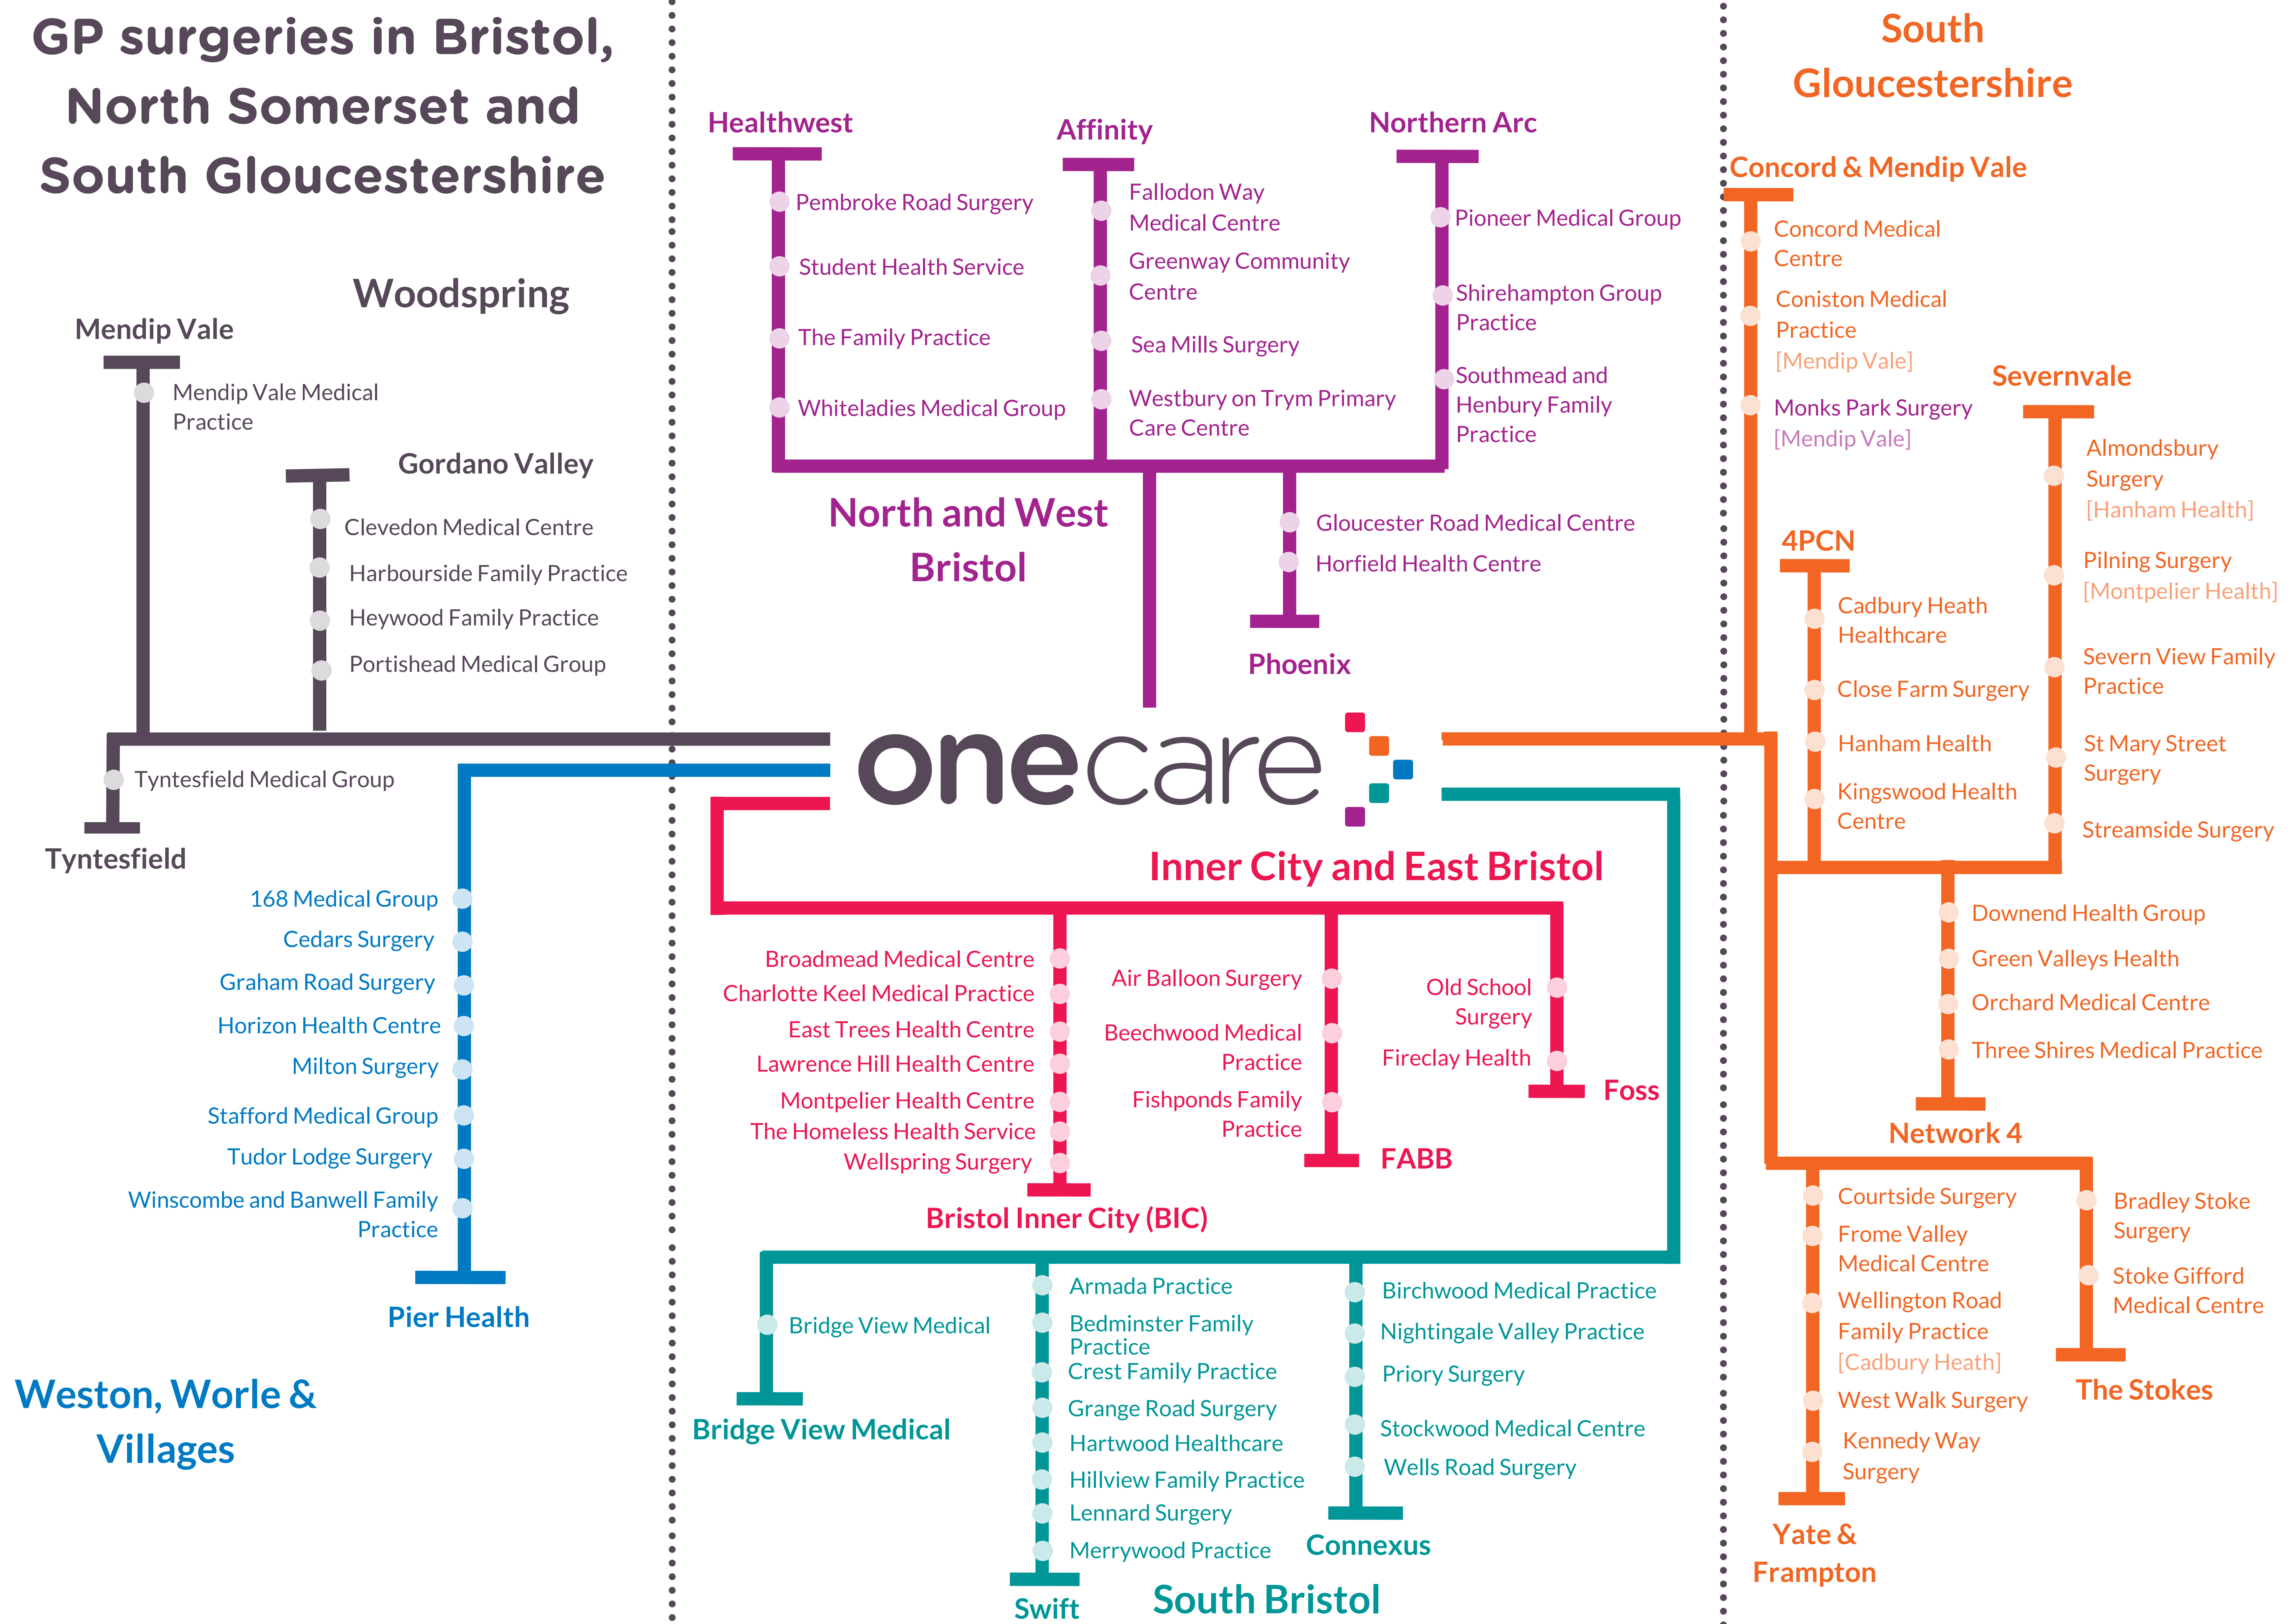 GP surgeries in Bristol,
North Somerset and
South Gloucestershire
Woodspring
Mendip Vale
Mendip Vale Medical
Practice
Gordano Valley
Clevedon Medical Centre
Harbourside Family Practice
Heywood Family Practice
Portishead Medical Group
Tyntesfield Medical Group
Tyntesfield
168 Medical Group
Cedars Surgery
Graham Road Surgery
Horizon Health Centre
Milton Surgery
Stafford Medical Group
Tudor Lodge Surgery
Winscombe and Banwell Family
Practice
Pier Health
Weston, Worle &
Villages
Healthwest
Pembroke Road Surgery
Student Health Service
The Family Practice
Whiteladies Medical Group
Affinity
Fallodon Way
Medical Centre
Greenway Community
Centre
Sea Mills Surgery
Westbury on Trym Primary
Care Centre
Northern Arc
Pioneer Medical Group
Shirehampton Group
Practice
Southmead and
Henbury Family
Practice
North and West
Bristol
Gloucester Road Medical Centre
Horfield Health Centre
Phoenix
onecare
Inner City and East Bristol
Broadmead Medical Centre
Charlotte Keel Medical Practice
East Trees Health Centre
Lawrence Hill Health Centre
Montpelier Health Centre
The Homeless Health Service
Wellspring Surgery
Bristol Inner City (BIC)
Air Balloon Surgery
Beechwood Medical
Practice
Fishponds Family
Practice
FABB
Old School
Surgery
Fireclay Health
Foss
Bridge View Medical
Bridge View Medical
Armada Practice
Bedminster Family
Practice
Crest Family Practice
Grange Road Surgery
Hartwood Healthcare
Hillview Family Practice
Lennard Surgery
Merrywood Practice
Swift
Birchwood Medical Practice
Nightingale Valley Practice
Priory Surgery
Stockwood Medical Centre
Wells Road Surgery
Connexus
South Bristol
South
Gloucestershire
Concord & Mendip Vale
Concord Medical
Centre
Coniston Medical
Practice
[Mendip Vale]
Monks Park Surgery
[Mendip Vale]
Severnvale
Almondsbury
Surgery
[Hanham Health]
Pilning Surgery
[Montpelier Health]
Severn View Family
Practice
St Mary Street
Surgery
Streamside Surgery
4PCN
Cadbury Heath
Healthcare
Close Farm Surgery
Hanham Health
Kingswood Health
Centre
Downend Health Group
Green Valleys Health
Orchard Medical Centre
Three Shires Medical Practice
Network 4
Courtside Surgery
Frome Valley
Medical Centre
Wellington Road
Family Practice
[Cadbury Heath]
West Walk Surgery
Kennedy Way
Surgery
Yate &
Frampton
Bradley Stoke
Surgery
Stoke Gifford
Medical Centre
The Stokes